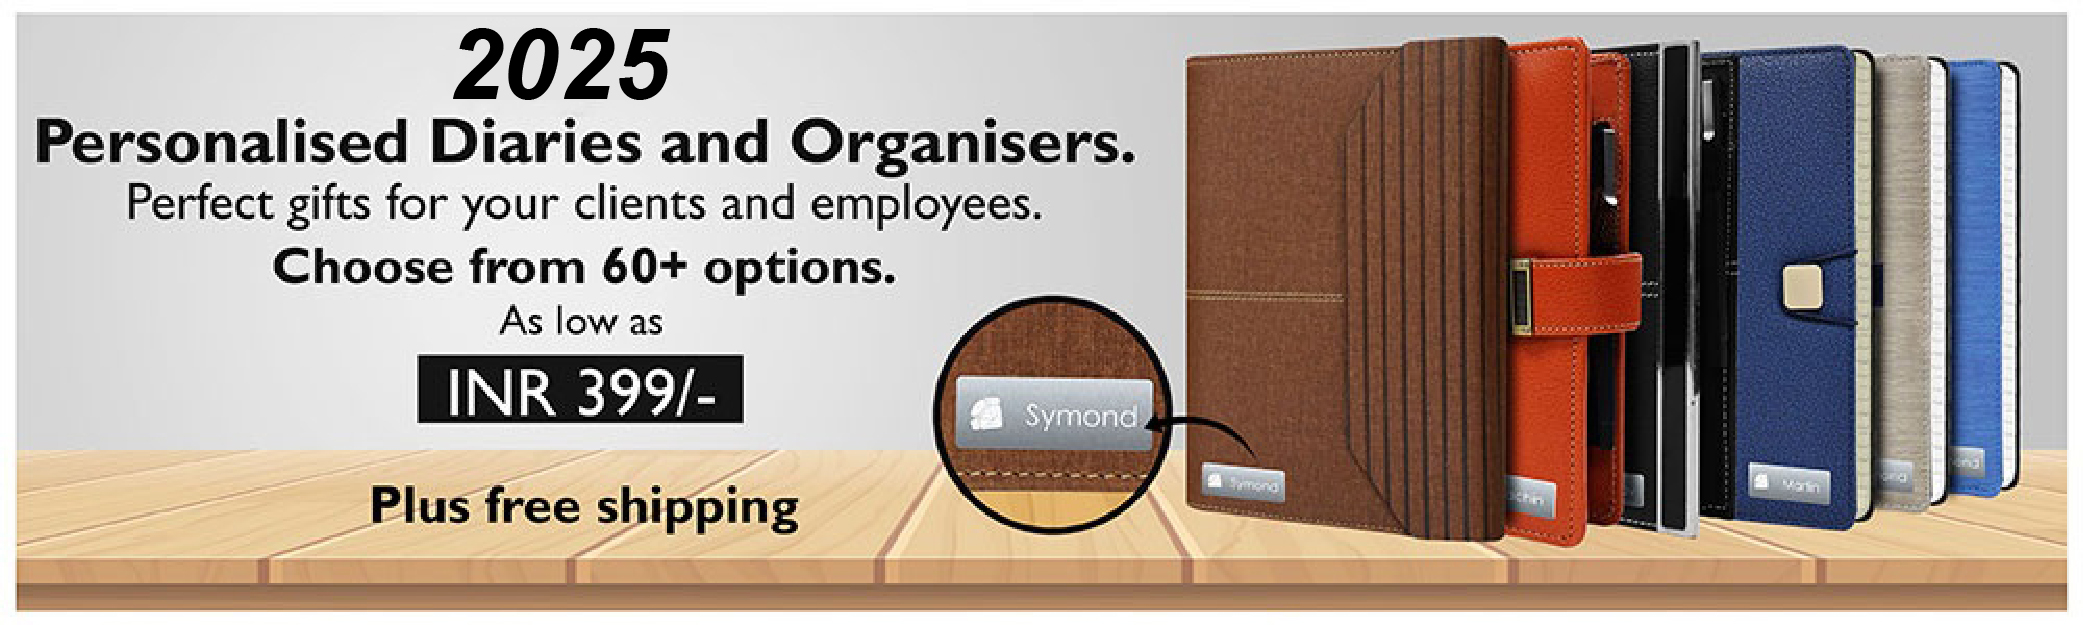 2025
Personalised Diaries and Organisers.
Perfect gifts for your clients and employees.
Choose from 60+ options.
As low as
INR 399/-
Plus free shipping
Symond
Symond